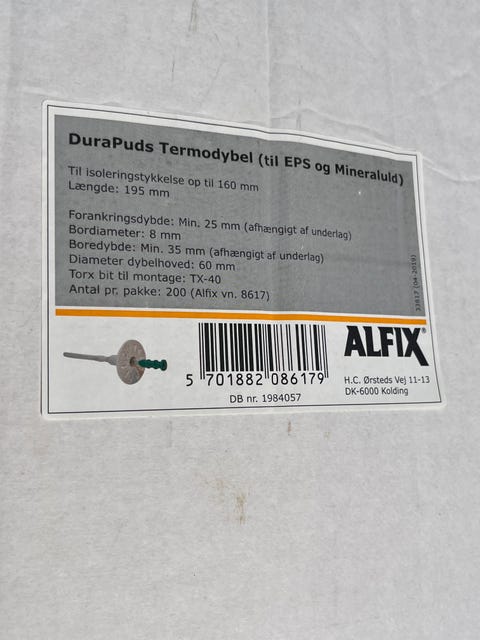 DuraPuds Termodybel (til EPS og Mineraluld)
Til isoleringstykkelse op til 160 mm
Længde: 195 mm
Forankringsdybde: Min. 25 mm (afhængigt af underlag)
Bordiameter: 8 mm
Boredybde: Min. 35 mm (afhængigt af underlag)
Diameter dybelhoved: 60 mm
Torx bit til montage: TX-40
Antal pr. pakke: 200 (Alfix vn. 8617)
33617 (04-2019)
ALFIX®
5 701882 086179
DB nr. 1984057
H.C. Ørsteds Vej 11-13
DK-6000 Kolding